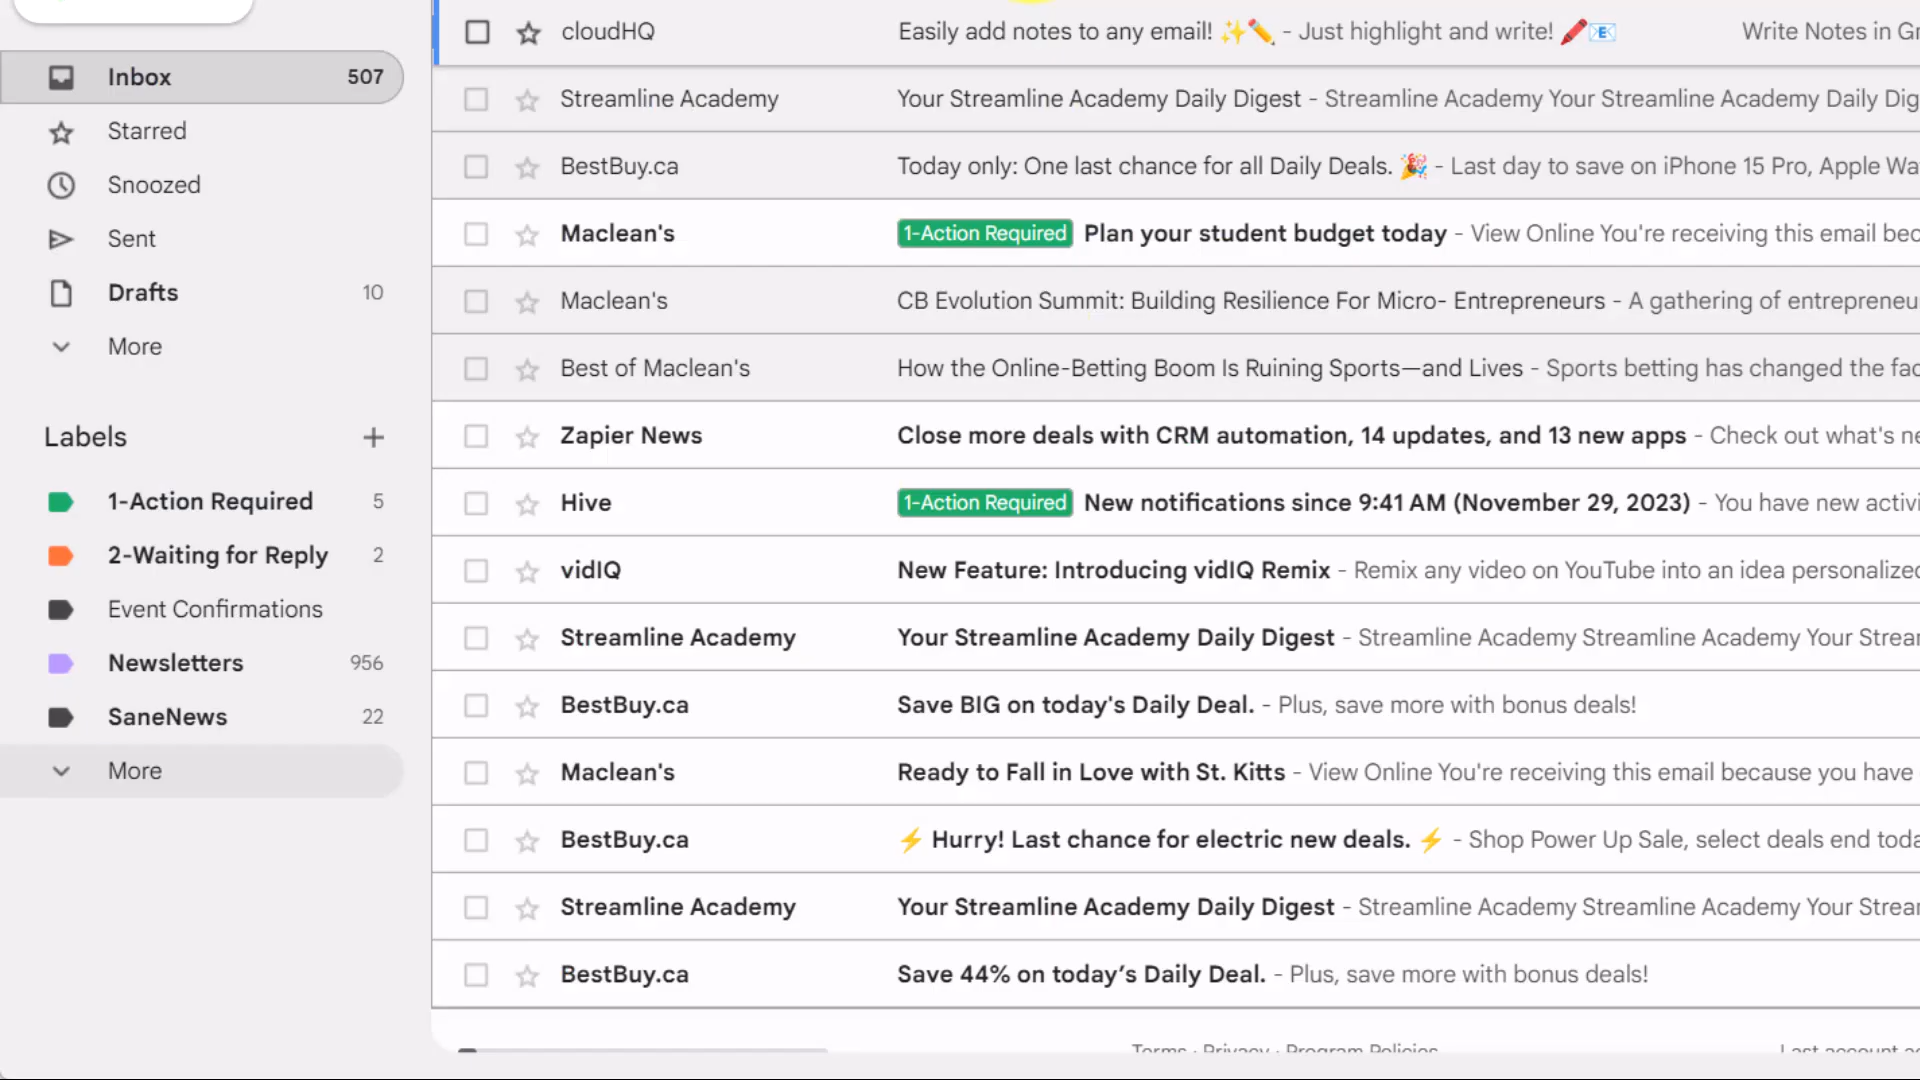 Inbox 507
Starred
Snoozed
Sent
Drafts 10
More
Labels
1-Action Required 5
2-Waiting for Reply 2
Event Confirmations
Newsletters 956
SaneNews 22
More
cloudHQ Easily add notes to any email! ✨✏️ - Just highlight and write! 🖍️📧 Write Notes in
Streamline Academy Your Streamline Academy Daily Digest - Streamline Academy Your Streamline Academy Daily
BestBuy.ca Today only: One last chance for all Daily Deals. 🎉 - Last day to save on iPhone 15 Pro, Apple
Maclean's 1-Action Required Plan your student budget today - View Online You're receiving this email
Maclean's CB Evolution Summit: Building Resilience For Micro- Entrepreneurs - A gathering of
Best of Maclean's How the Online-Betting Boom Is Ruining Sports—and Lives - Sports betting has changed the
Zapier News Close more deals with CRM automation, 14 updates, and 13 new apps - Check out what's
Hive 1-Action Required New notifications since 9:41 AM (November 29, 2023) - You have new
vidIQ New Feature: Introducing vidIQ Remix - Remix any video on YouTube into an idea personalized
Streamline Academy Your Streamline Academy Daily Digest - Streamline Academy Streamline Academy Your
BestBuy.ca Save BIG on today's Daily Deal. - Plus, save more with bonus deals!
Maclean's Ready to Fall in Love with St. Kitts - View Online You're receiving this email because you have
BestBuy.ca ⚡ Hurry! Last chance for electric new deals. ⚡ - Shop Power Up Sale, select deals end
Streamline Academy Your Streamline Academy Daily Digest - Streamline Academy Streamline Academy Your
BestBuy.ca Save 44% on today's Daily Deal. - Plus, save more with bonus deals!
Terms · Privacy · Program Policies Last account